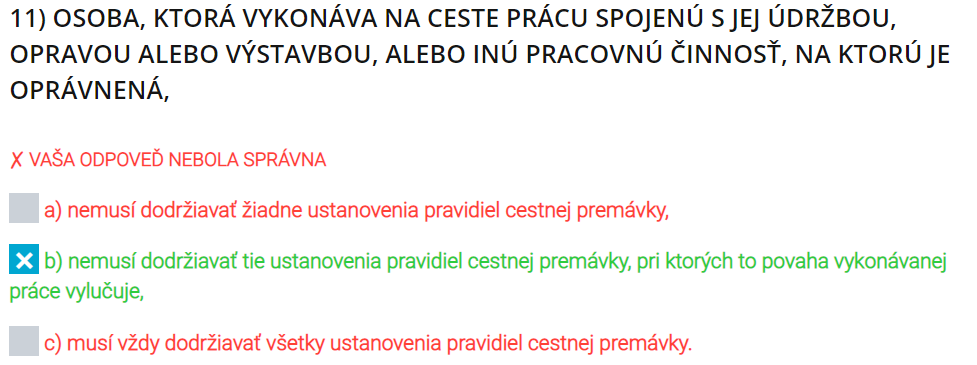 11) OSOBA, KTORÁ VYKONÁVA NA CESTE PRÁCU SPOJENÚ S JEJ ÚDRŽBOU,
OPRAVOU ALEBO VÝSTAVBOU, ALEBO INÚ PRACOVNÚ ČINNOSŤ, NA KTORÚ JE
OPRÁVNENÁ,
✗ VAŠA ODPOVEĎ NEBOLA SPRÁVNA
a) nemusí dodržiavať žiadne ustanovenia pravidiel cestnej premávky,
b) nemusí dodržiavať tie ustanovenia pravidiel cestnej premávky, pri ktorých to povaha vykonávanej
práce vylučuje,
c) musí vždy dodržiavať všetky ustanovenia pravidiel cestnej premávky.